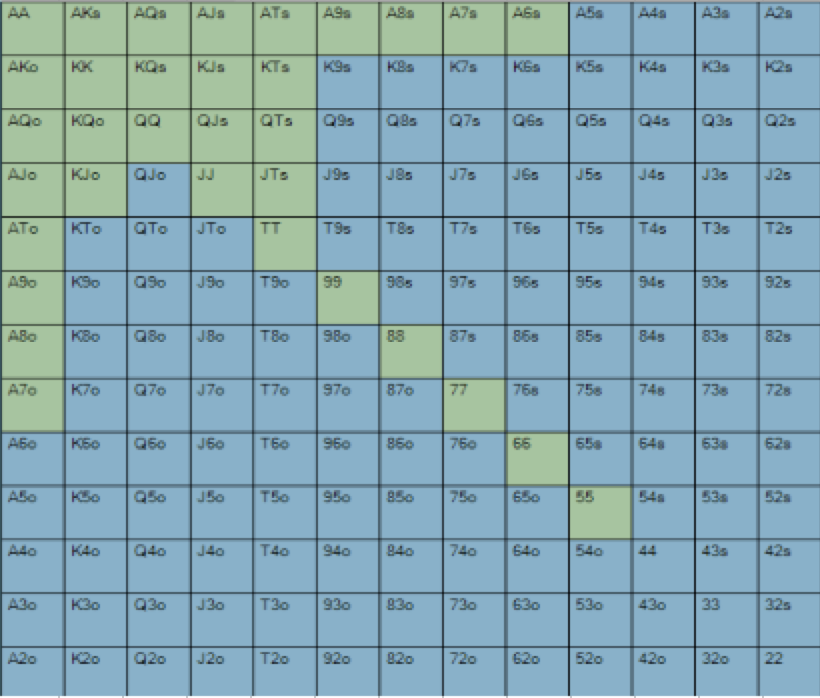 AA AKs AQs AJs ATs A9s A8s A7s A6s A5s A4s A3s A2s
AKo KK KQs KJs KTs K9s K8s K7s K6s K5s K4s K3s K2s
AQo KQo QQ QJs QTs Q9s Q8s Q7s Q6s Q5s Q4s Q3s Q2s
AJo KJo QJo JJ JTs J9s J8s J7s J6s J5s J4s J3s J2s
ATo KTo QTo JTo TT T9s T8s T7s T6s T5s T4s T3s T2s
A9o K9o Q9o J9o T9o 99 98s 97s 96s 95s 94s 93s 92s
A8o K8o Q8o J8o T8o 98o 88 87s 86s 85s 84s 83s 82s
A7o K7o Q7o J7o T7o 97o 87o 77 76s 75s 74s 73s 72s
A6o K6o Q6o J6o T6o 96o 86o 76o 66 65s 64s 63s 62s
A5o K5o Q5o J5o T5o 95o 85o 75o 65o 55 54s 53s 52s
A4o K4o Q4o J4o T4o 94o 84o 74o 64o 54o 44 43s 42s
A3o K3o Q3o J3o T3o 93o 83o 73o 63o 53o 43o 33 32s
A2o K2o Q2o J2o T2o 92o 82o 72o 62o 52o 42o 32o 22